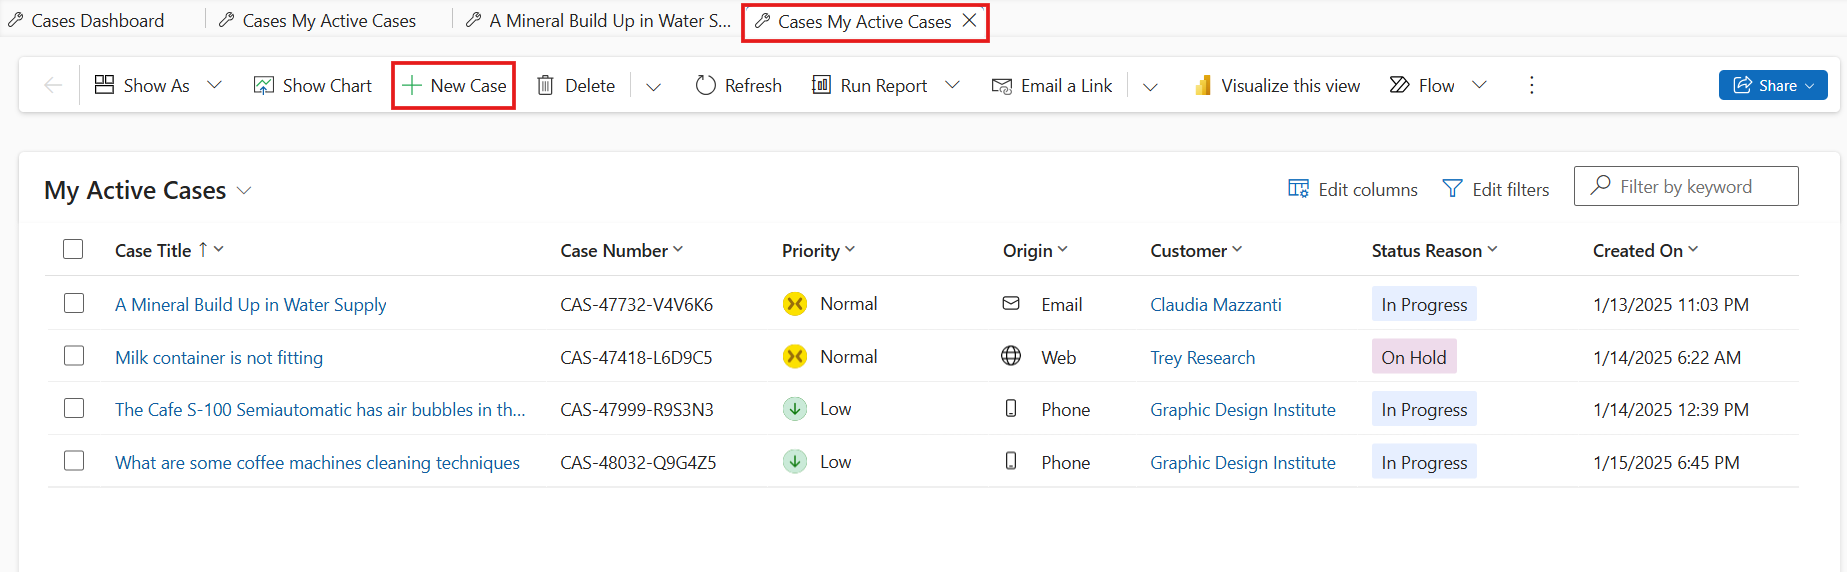 Cases Dashboard Cases My Active Cases A Mineral Build Up in Water S... Cases My Active Cases
Show As Show Chart New Case Delete Refresh Run Report Email a Link Visualize this view Flow Share
My Active Cases Edit columns Edit filters Filter by keyword
Case Title Case Number Priority Origin Customer Status Reason Created On
A Mineral Build Up in Water Supply CAS-47732-V4V6K6 Normal Email Claudia Mazzanti In Progress 1/13/2025 11:03 PM
Milk container is not fitting CAS-47418-L6D9C5 Normal Web Trey Research On Hold 1/14/2025 6:22 AM
The Cafe S-100 Semiautomatic has air bubbles in th... CAS-47999-R9S3N3 Low Phone Graphic Design Institute In Progress 1/14/2025 12:39 PM
What are some coffee machines cleaning techniques CAS-48032-Q9G4Z5 Low Phone Graphic Design Institute In Progress 1/15/2025 6:45 PM